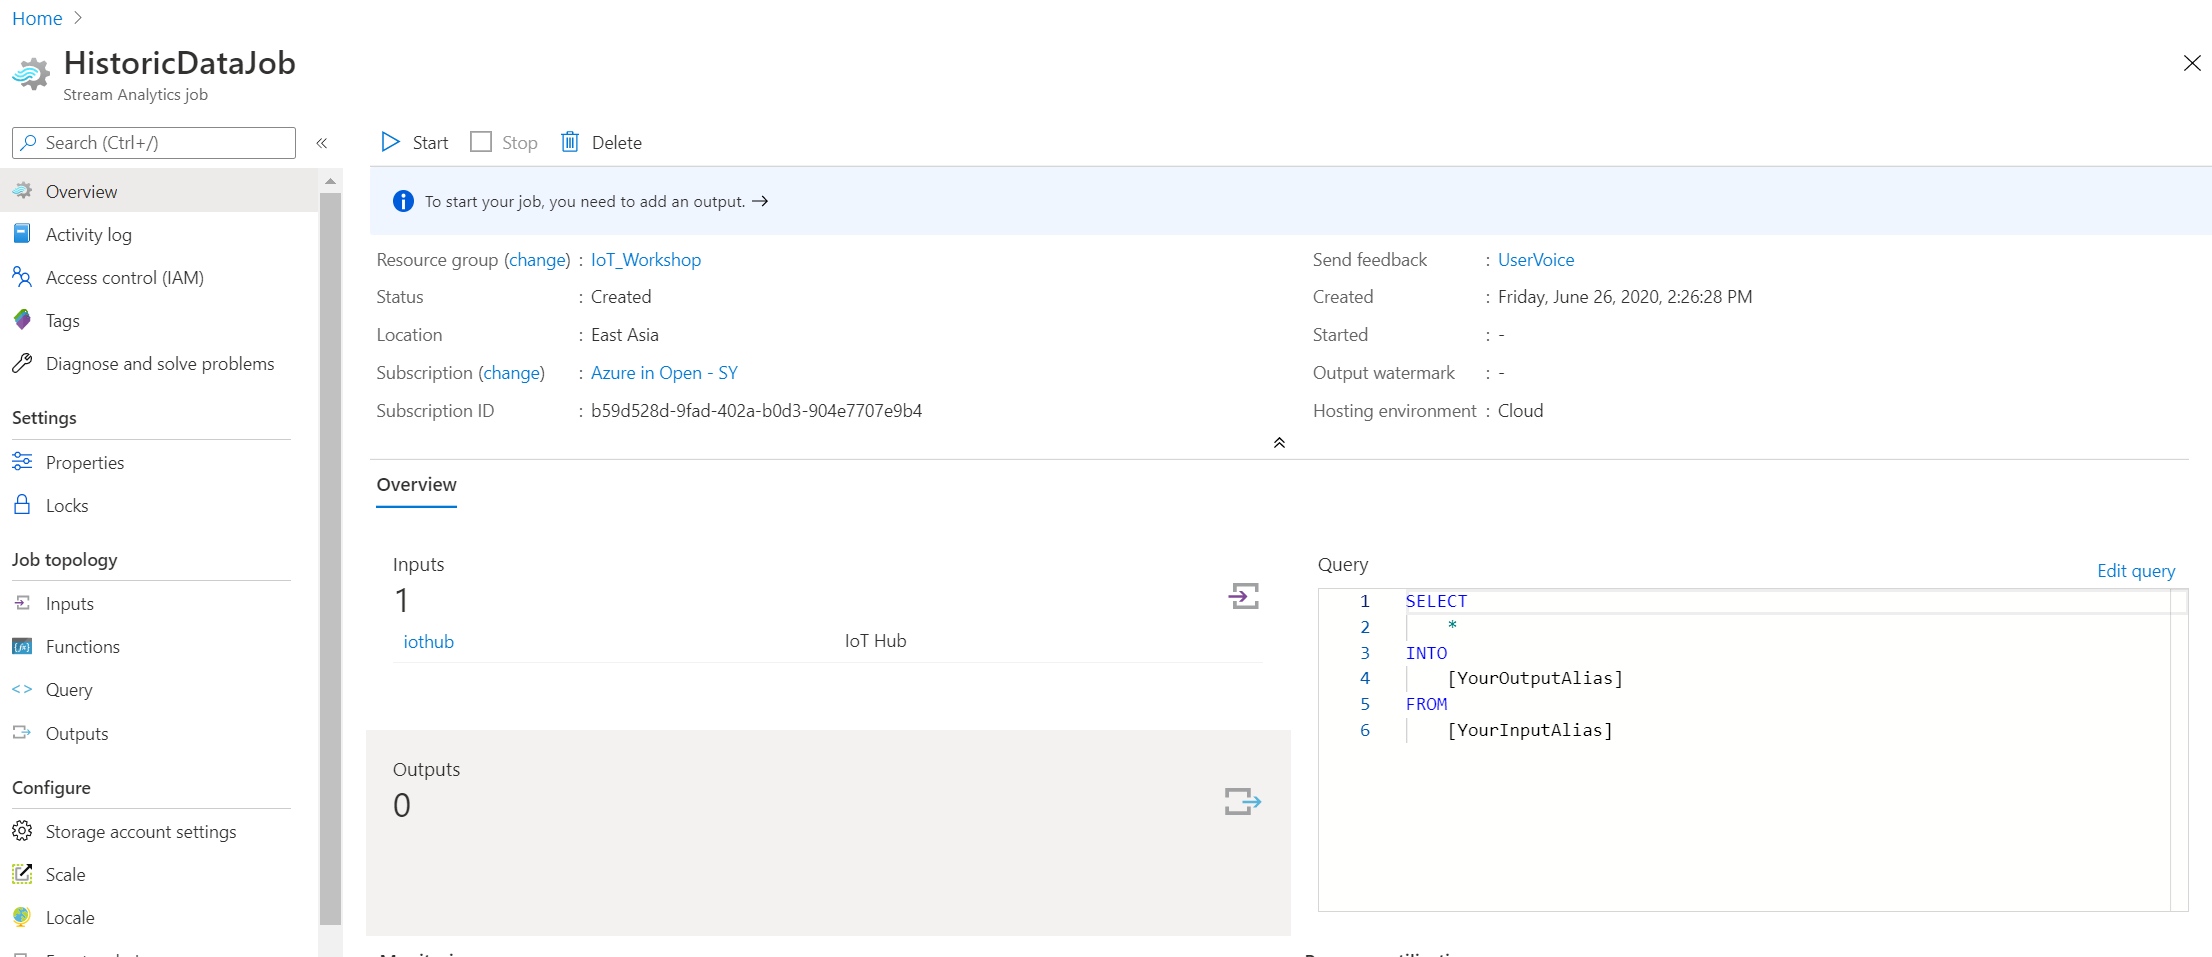 Home >
HistoricDataJob
Stream Analytics job
Search (Ctrl+/)
«
Start
Stop
Delete
Overview
Activity log
Access control (IAM)
Tags
Diagnose and solve problems
Settings
Properties
Locks
Job topology
Inputs
Functions
Query
Outputs
Configure
Storage account settings
Scale
Locale
To start your job, you need to add an output. →
Resource group (change) : IoT_Workshop
Status : Created
Location : East Asia
Subscription (change) : Azure in Open - SY
Subscription ID : b59d528d-9fad-402a-b0d3-904e7707e9b4
Send feedback : UserVoice
Created : Friday, June 26, 2020, 2:26:28 PM
Started : -
Output watermark : -
Hosting environment : Cloud
Overview
Inputs
1
iothub IoT Hub
Outputs
0
Query
Edit query
1 SELECT
2 *
3 INTO
4 [YourOutputAlias]
5 FROM
6 [YourInputAlias]